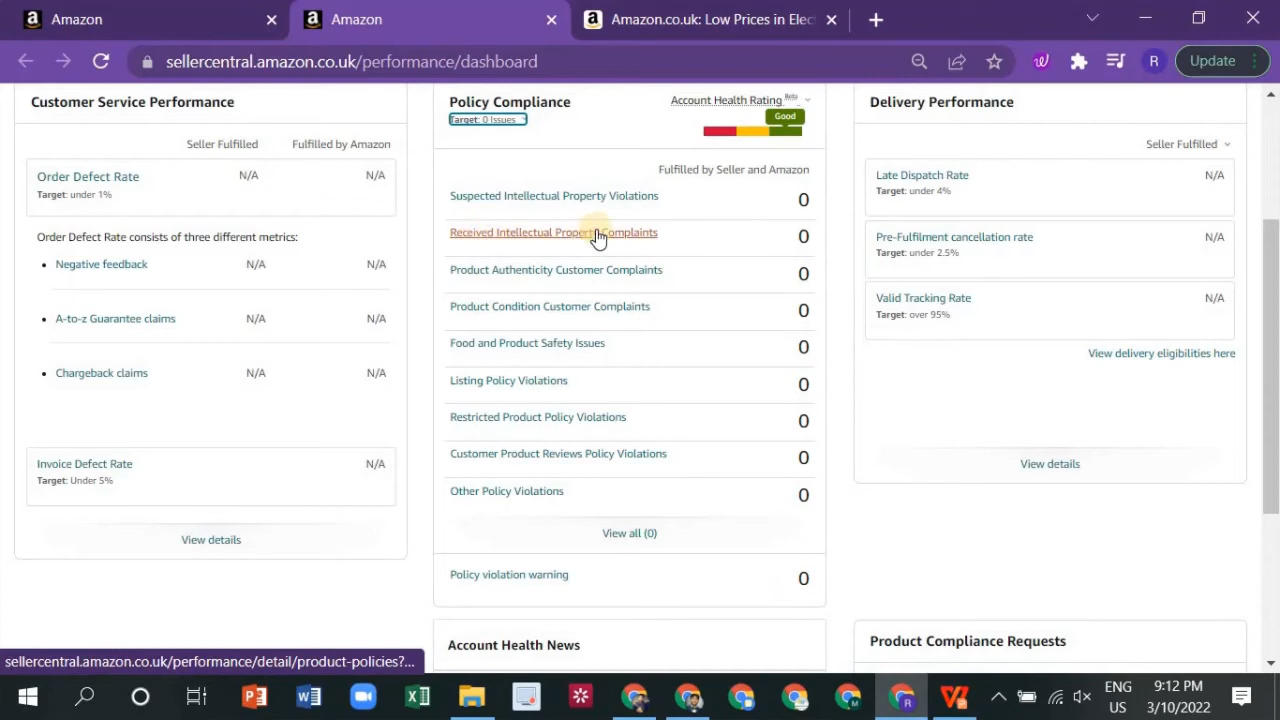 Amazon
Amazon
Amazon.co.uk: Low Prices in Elec
sellercentral.amazon.co.uk/performance/dashboard
R
Update
Customer Service Performance
Seller Fulfilled
Fulfilled by Amazon
Order Defect Rate
N/A
N/A
Target: under 1%
Order Defect Rate consists of three different metrics:
Negative feedback
N/A
N/A
A-to-z Guarantee claims
N/A
N/A
Chargeback claims
N/A
N/A
Invoice Defect Rate
N/A
Target: Under 5%
View details
Policy Compliance
Account Health Rating Beta
Target: 0 Issues
Good
Fulfilled by Seller and Amazon
Suspected Intellectual Property Violations
0
Received Intellectual Property Complaints
0
Product Authenticity Customer Complaints
0
Product Condition Customer Complaints
0
Food and Product Safety Issues
0
Listing Policy Violations
0
Restricted Product Policy Violations
0
Customer Product Reviews Policy Violations
0
Other Policy Violations
0
View all (0)
Policy violation warning
0
Account Health News
Delivery Performance
Seller Fulfilled
Late Dispatch Rate
N/A
Target: under 4%
Pre-Fulfilment cancellation rate
N/A
Target: under 2.5%
Valid Tracking Rate
N/A
Target: over 95%
View delivery eligibilities here
View details
Product Compliance Requests
sellercentral.amazon.co.uk/performance/detail/product-policies?...
ENG
US
9:12 PM
3/10/2022